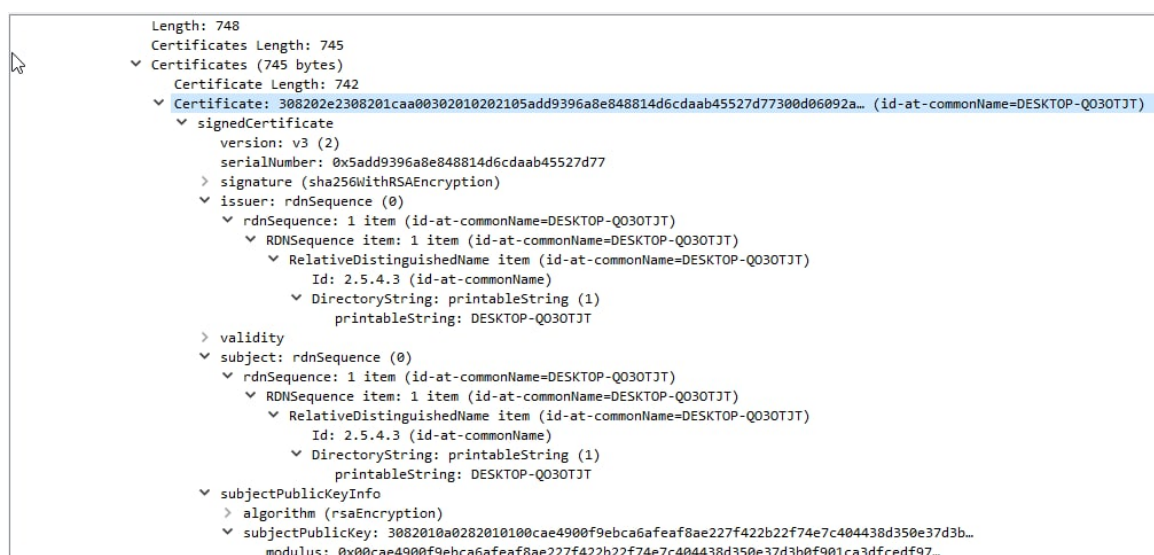 Length: 748
Certificates Length: 745
Certificates (745 bytes)
Certificate Length: 742
Certificate: 308202e2308201caa00302010202105add9396a8e848814d6cdaab45527d77300d06092a… (id-at-commonName=DESKTOP-QO3OTJT)
signedCertificate
version: v3 (2)
serialNumber: 0x5add9396a8e848814d6cdaab45527d77
signature (sha256WithRSAEncryption)
issuer: rdnSequence (0)
rdnSequence: 1 item (id-at-commonName=DESKTOP-QO3OTJT)
RDNSequence item: 1 item (id-at-commonName=DESKTOP-QO3OTJT)
RelativeDistinguishedName item (id-at-commonName=DESKTOP-QO3OTJT)
Id: 2.5.4.3 (id-at-commonName)
DirectoryString: printableString (1)
printableString: DESKTOP-QO3OTJT
validity
subject: rdnSequence (0)
rdnSequence: 1 item (id-at-commonName=DESKTOP-QO3OTJT)
RDNSequence item: 1 item (id-at-commonName=DESKTOP-QO3OTJT)
RelativeDistinguishedName item (id-at-commonName=DESKTOP-QO3OTJT)
Id: 2.5.4.3 (id-at-commonName)
DirectoryString: printableString (1)
printableString: DESKTOP-QO3OTJT
subjectPublicKeyInfo
algorithm (rsaEncryption)
subjectPublicKey: 3082010a0282010100cae4900f9ebca6afeaf8ae227f422b22f74e7c404438d350e37d3b…
modulus: 0x00cae4900f9ebca6afeaf8ae227f422b22f74e7c404438d350e37d3b0f901ca3dfcedf97…